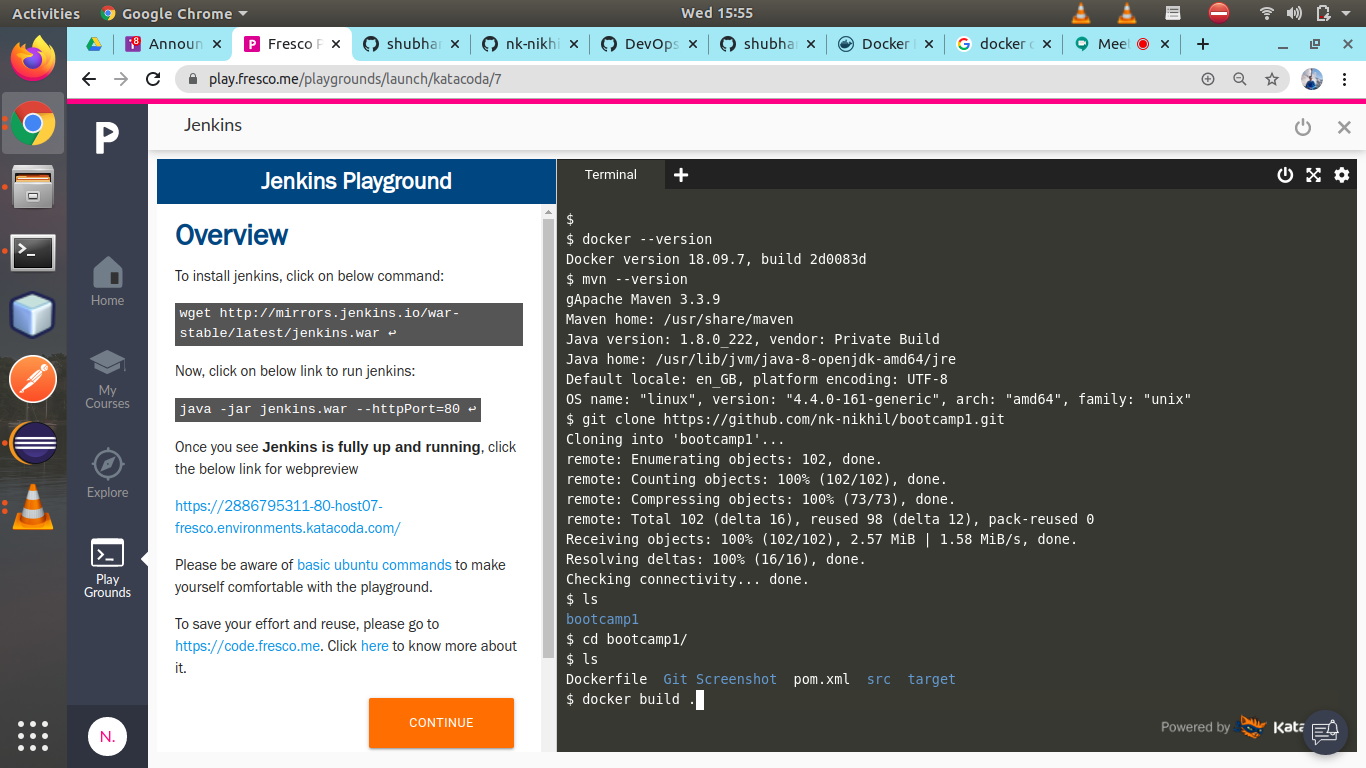 Activities
Google Chrome
Wed 15:55
Announ
Fresco P
shubhar
nk-nikhi
DevOps
shubhar
Docker
docker c
Mee
play.fresco.me/playgrounds/launch/katacoda/7
P
Jenkins
Home
My
Courses
Explore
Play
Grounds
N.
Jenkins Playground
Overview
To install jenkins, click on below command:
wget http://mirrors.jenkins.io/war-
stable/latest/jenkins.war ↩
Now, click on below link to run jenkins:
java -jar jenkins.war --httpPort=80 ↩
Once you see Jenkins is fully up and running, click
the below link for webpreview
https://2886795311-80-host07-
fresco.environments.katacoda.com/
Please be aware of basic ubuntu commands to make
yourself comfortable with the playground.
To save your effort and reuse, please go to
https://code.fresco.me. Click here to know more about
it.
CONTINUE
Terminal
$
$ docker --version
Docker version 18.09.7, build 2d0083d
$ mvn --version
gApache Maven 3.3.9
Maven home: /usr/share/maven
Java version: 1.8.0_222, vendor: Private Build
Java home: /usr/lib/jvm/java-8-openjdk-amd64/jre
Default locale: en_GB, platform encoding: UTF-8
OS name: "linux", version: "4.4.0-161-generic", arch: "amd64", family: "unix"
$ git clone https://github.com/nk-nikhil/bootcamp1.git
Cloning into 'bootcamp1'...
remote: Enumerating objects: 102, done.
remote: Counting objects: 100% (102/102), done.
remote: Compressing objects: 100% (73/73), done.
remote: Total 102 (delta 16), reused 98 (delta 12), pack-reused 0
Receiving objects: 100% (102/102), 2.57 MiB | 1.58 MiB/s, done.
Resolving deltas: 100% (16/16), done.
Checking connectivity... done.
$ ls
bootcamp1
$ cd bootcamp1/
$ ls
Dockerfile  Git Screenshot  pom.xml  src  target
$ docker build .
Powered by Kata